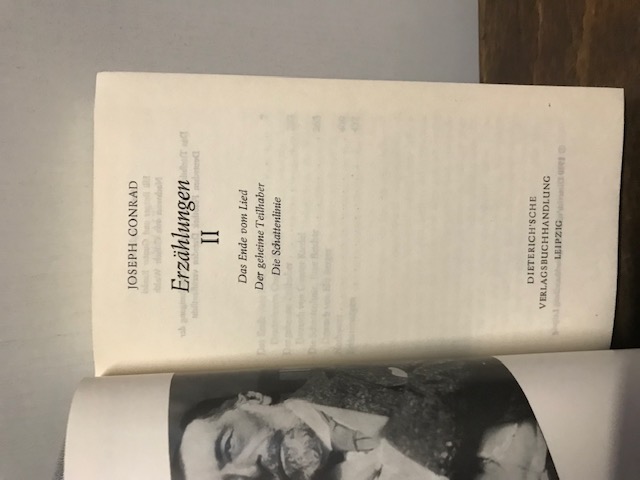 JOSEPH CONRAD
Erzählungen
II
Das Ende vom Lied
Der geheime Teilhaber
Die Schattenlinie
DIETERICH'SCHE
VERLAGSBUCHHANDLUNG
LEIPZIG